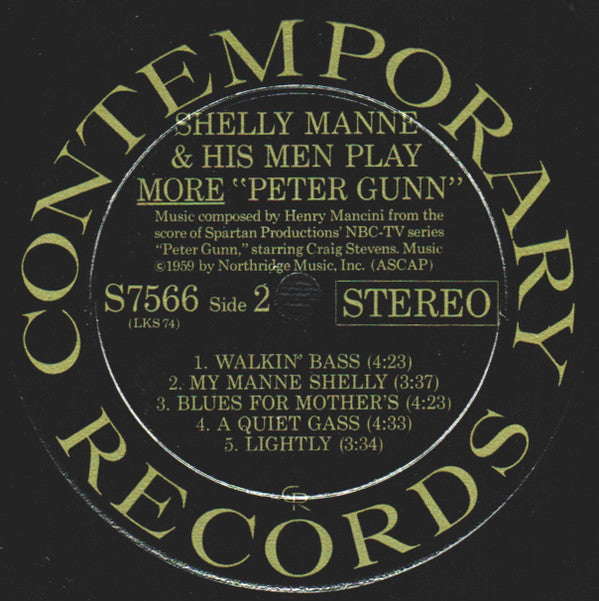 CONTEMPORARY
SHELLY MANNE
& HIS MEN PLAY
MORE "PETER GUNN"
Music composed by Henry Mancini from the
score of Spartan Productions' NBC-TV series
"Peter Gunn," starring Craig Stevens. Music
©1959 by Northridge Music, Inc. (ASCAP)
S7566 Side 2 STEREO
(LKS 74)
1. WALKIN' BASS (4:23)
2. MY MANNE SHELLY (3:37)
3. BLUES FOR MOTHER'S (4:23)
4. A QUIET GASS (4:33)
5. LIGHTLY (3:34)
CR
RECORDS